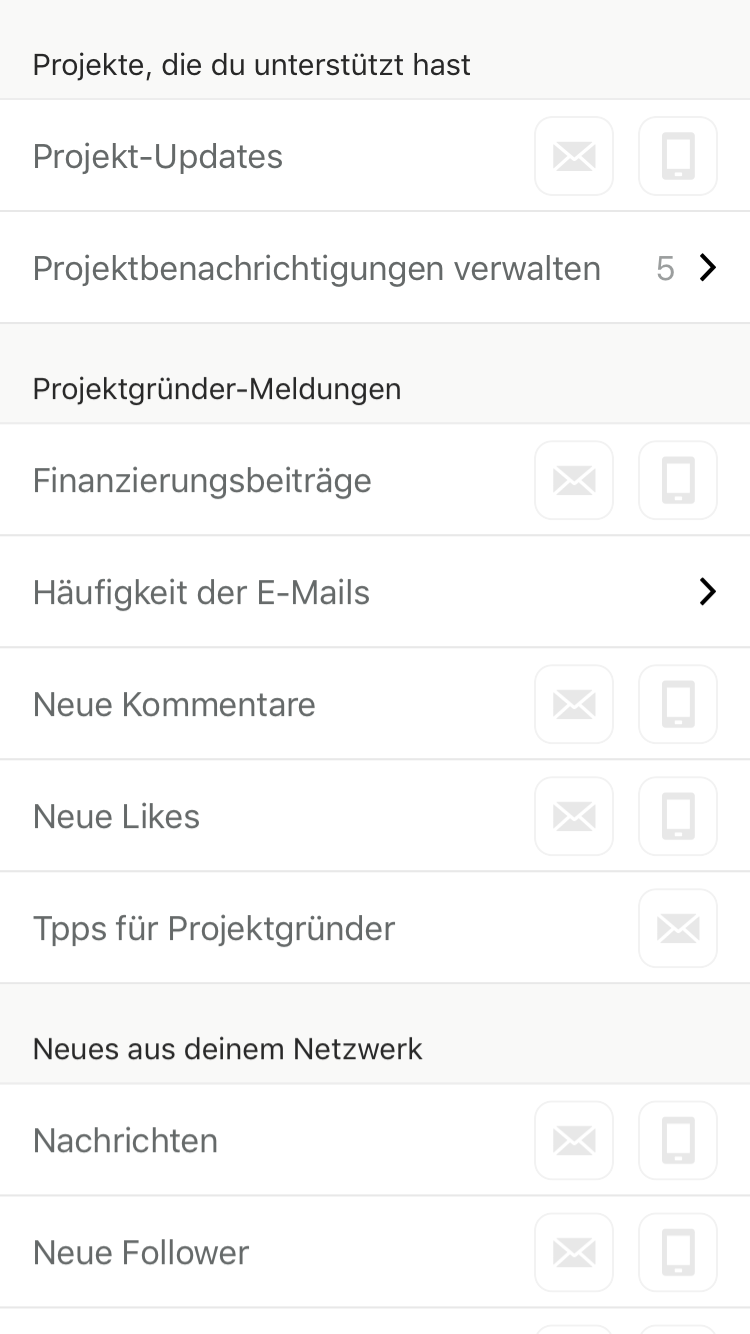 Projekte, die du unterstützt hast
Projekt-Updates
Projektbenachrichtigungen verwalten 5
Projektgründer-Meldungen
Finanzierungsbeiträge
Häufigkeit der E-Mails
Neue Kommentare
Neue Likes
Tpps für Projektgründer
Neues aus deinem Netzwerk
Nachrichten
Neue Follower